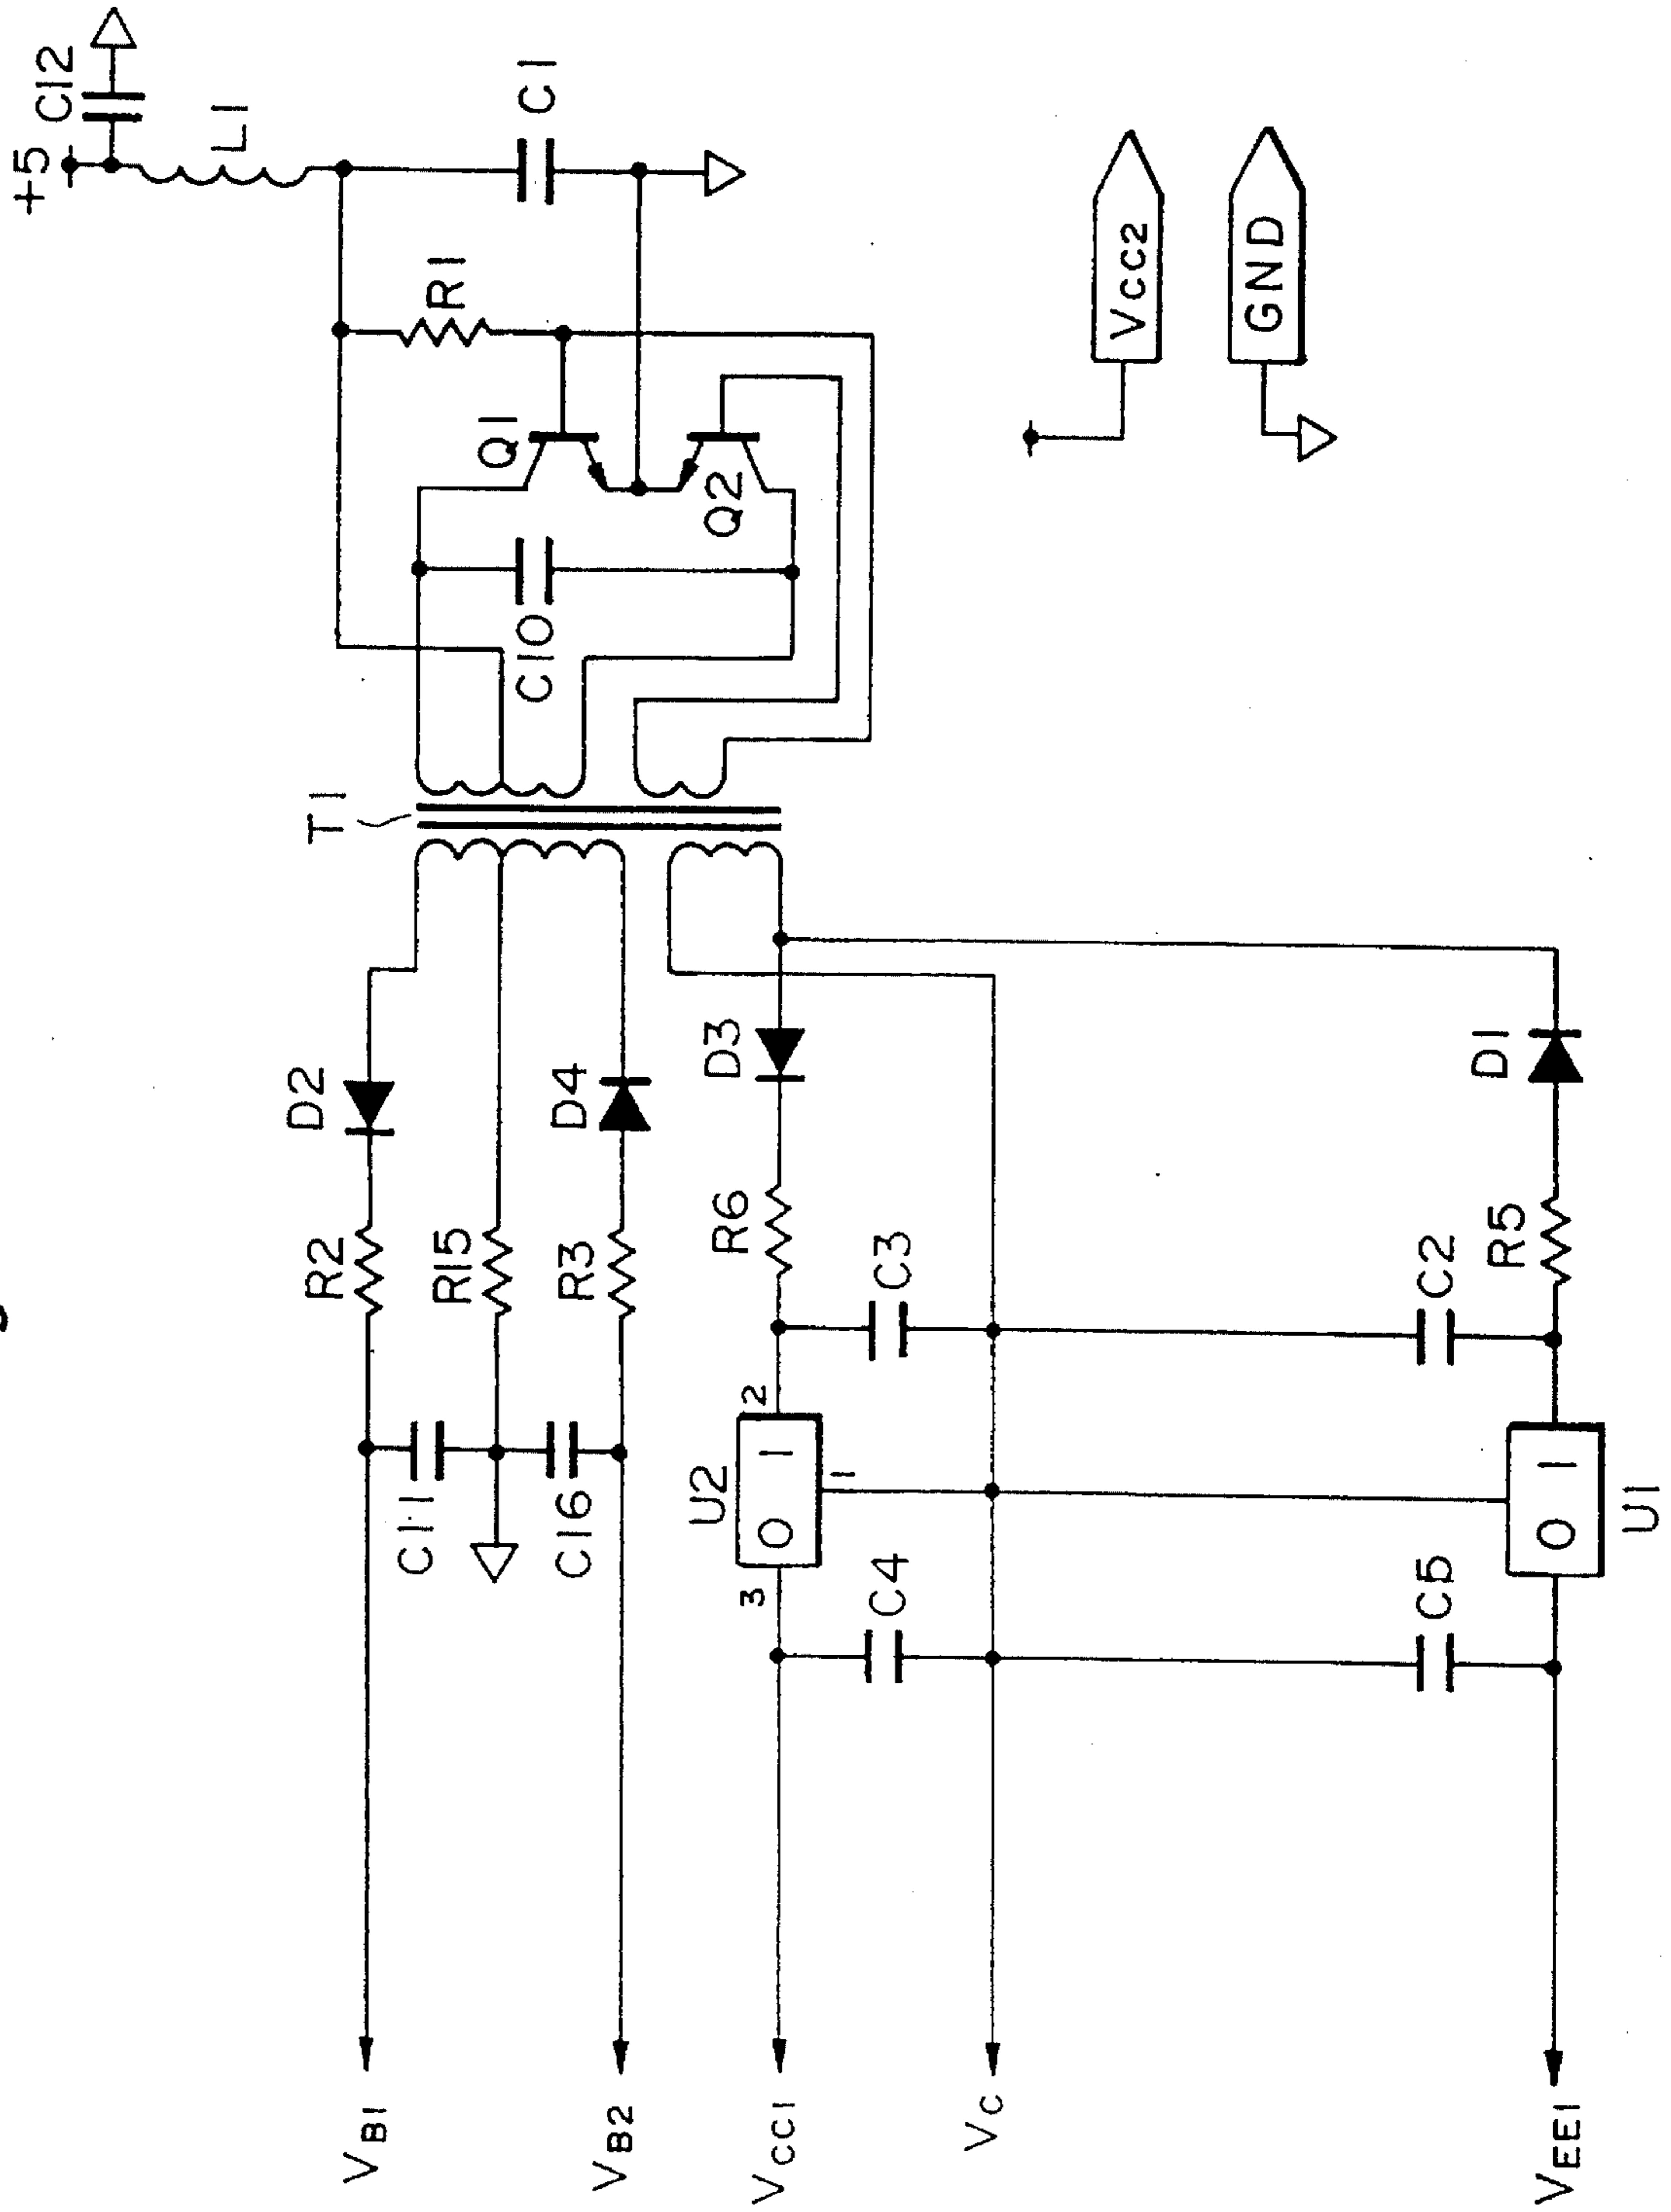 +5
C12
L1
C1
R1
Q1
Q2
C10
T1
VCC2
GND
D2
D4
D3
D1
R2
R15
R3
R6
R5
C3
C2
C11
C16
U2
2
I
O
1
3
C4
C5
I
O
U1
VB1
VB2
VCC1
VC
VEE1